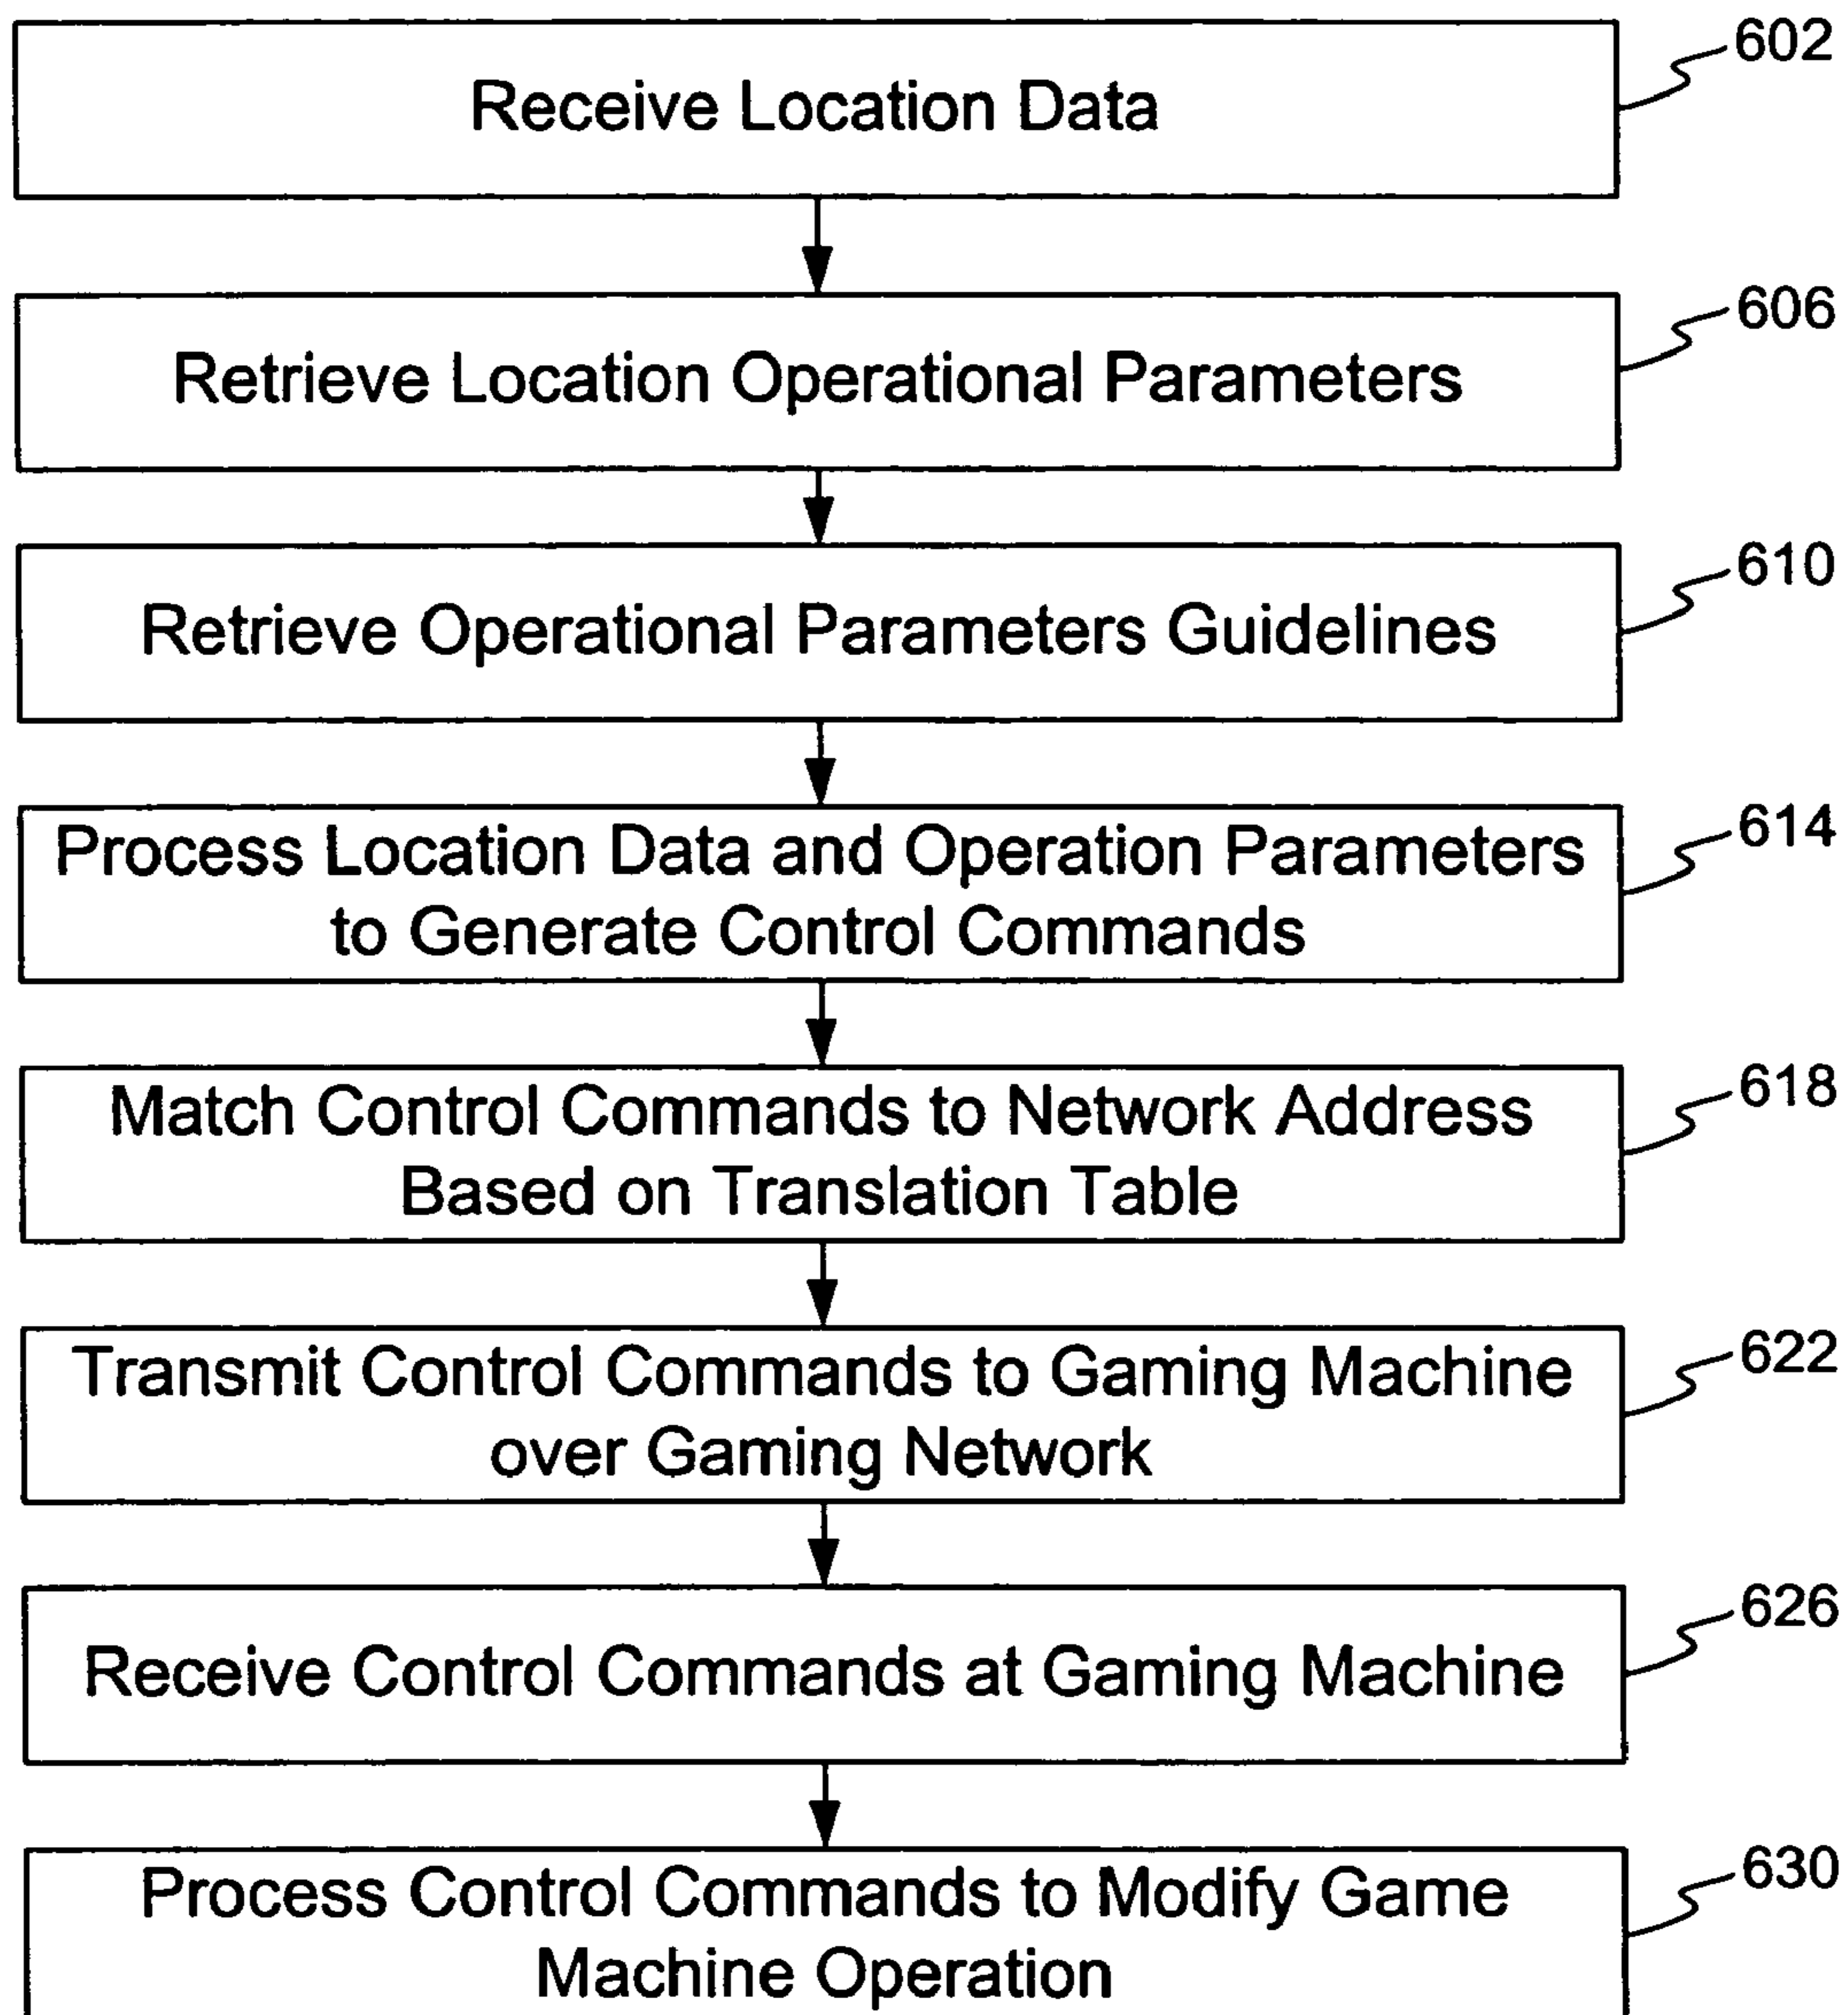 Receive Location Data
602
Retrieve Location Operational Parameters
606
Retrieve Operational Parameters Guidelines
610
Process Location Data and Operation Parameters
to Generate Control Commands
614
Match Control Commands to Network Address
Based on Translation Table
618
Transmit Control Commands to Gaming Machine
over Gaming Network
622
Receive Control Commands at Gaming Machine
626
Process Control Commands to Modify Game
Machine Operation
630